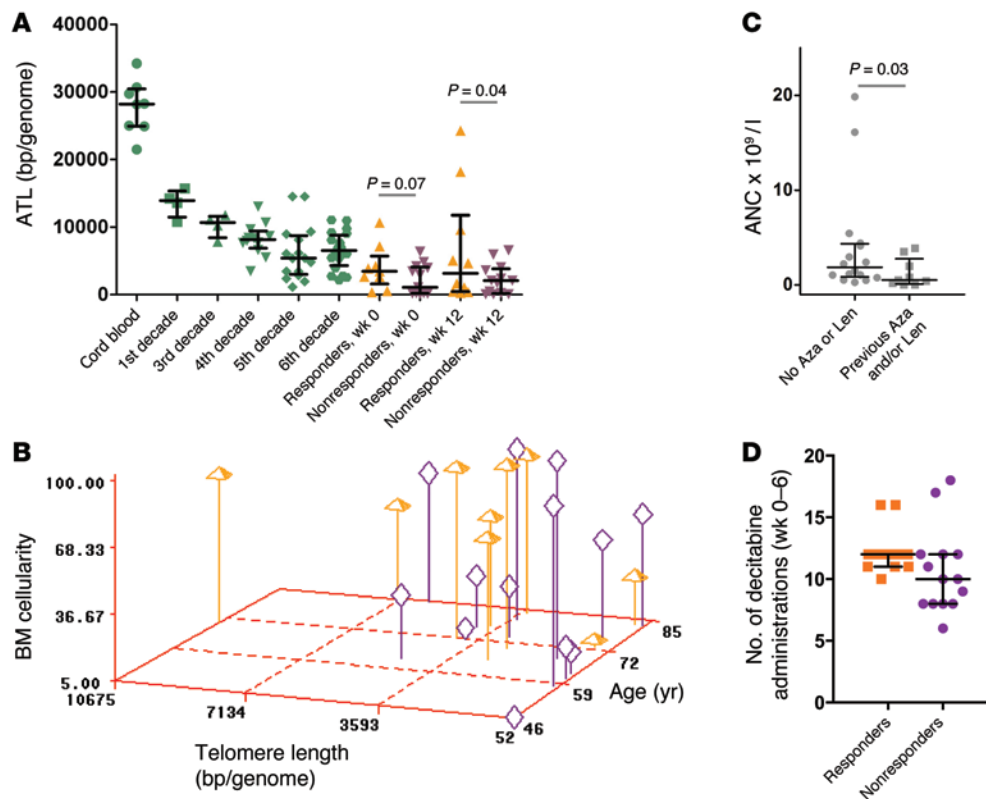 A
ATL (bp/genome)
40000
30000
20000
10000
0
P = 0.07
P = 0.04
Cord blood
1st decade
3rd decade
4th decade
5th decade
6th decade
Responders, wk 0
Nonresponders, wk 0
Responders, wk 12
Nonresponders, wk 12
C
ANC x 10⁹/l
20
10
0
P = 0.03
No Aza or Len
Previous Aza
and/or Len
B
BM cellularity
100.00
68.33
36.67
5.00
10675
7134
3593
52
46
59
72
85
Age (yr)
Telomere length
(bp/genome)
D
No. of decitabine
administrations (wk 0–6)
20
15
10
5
0
Responders
Nonresponders